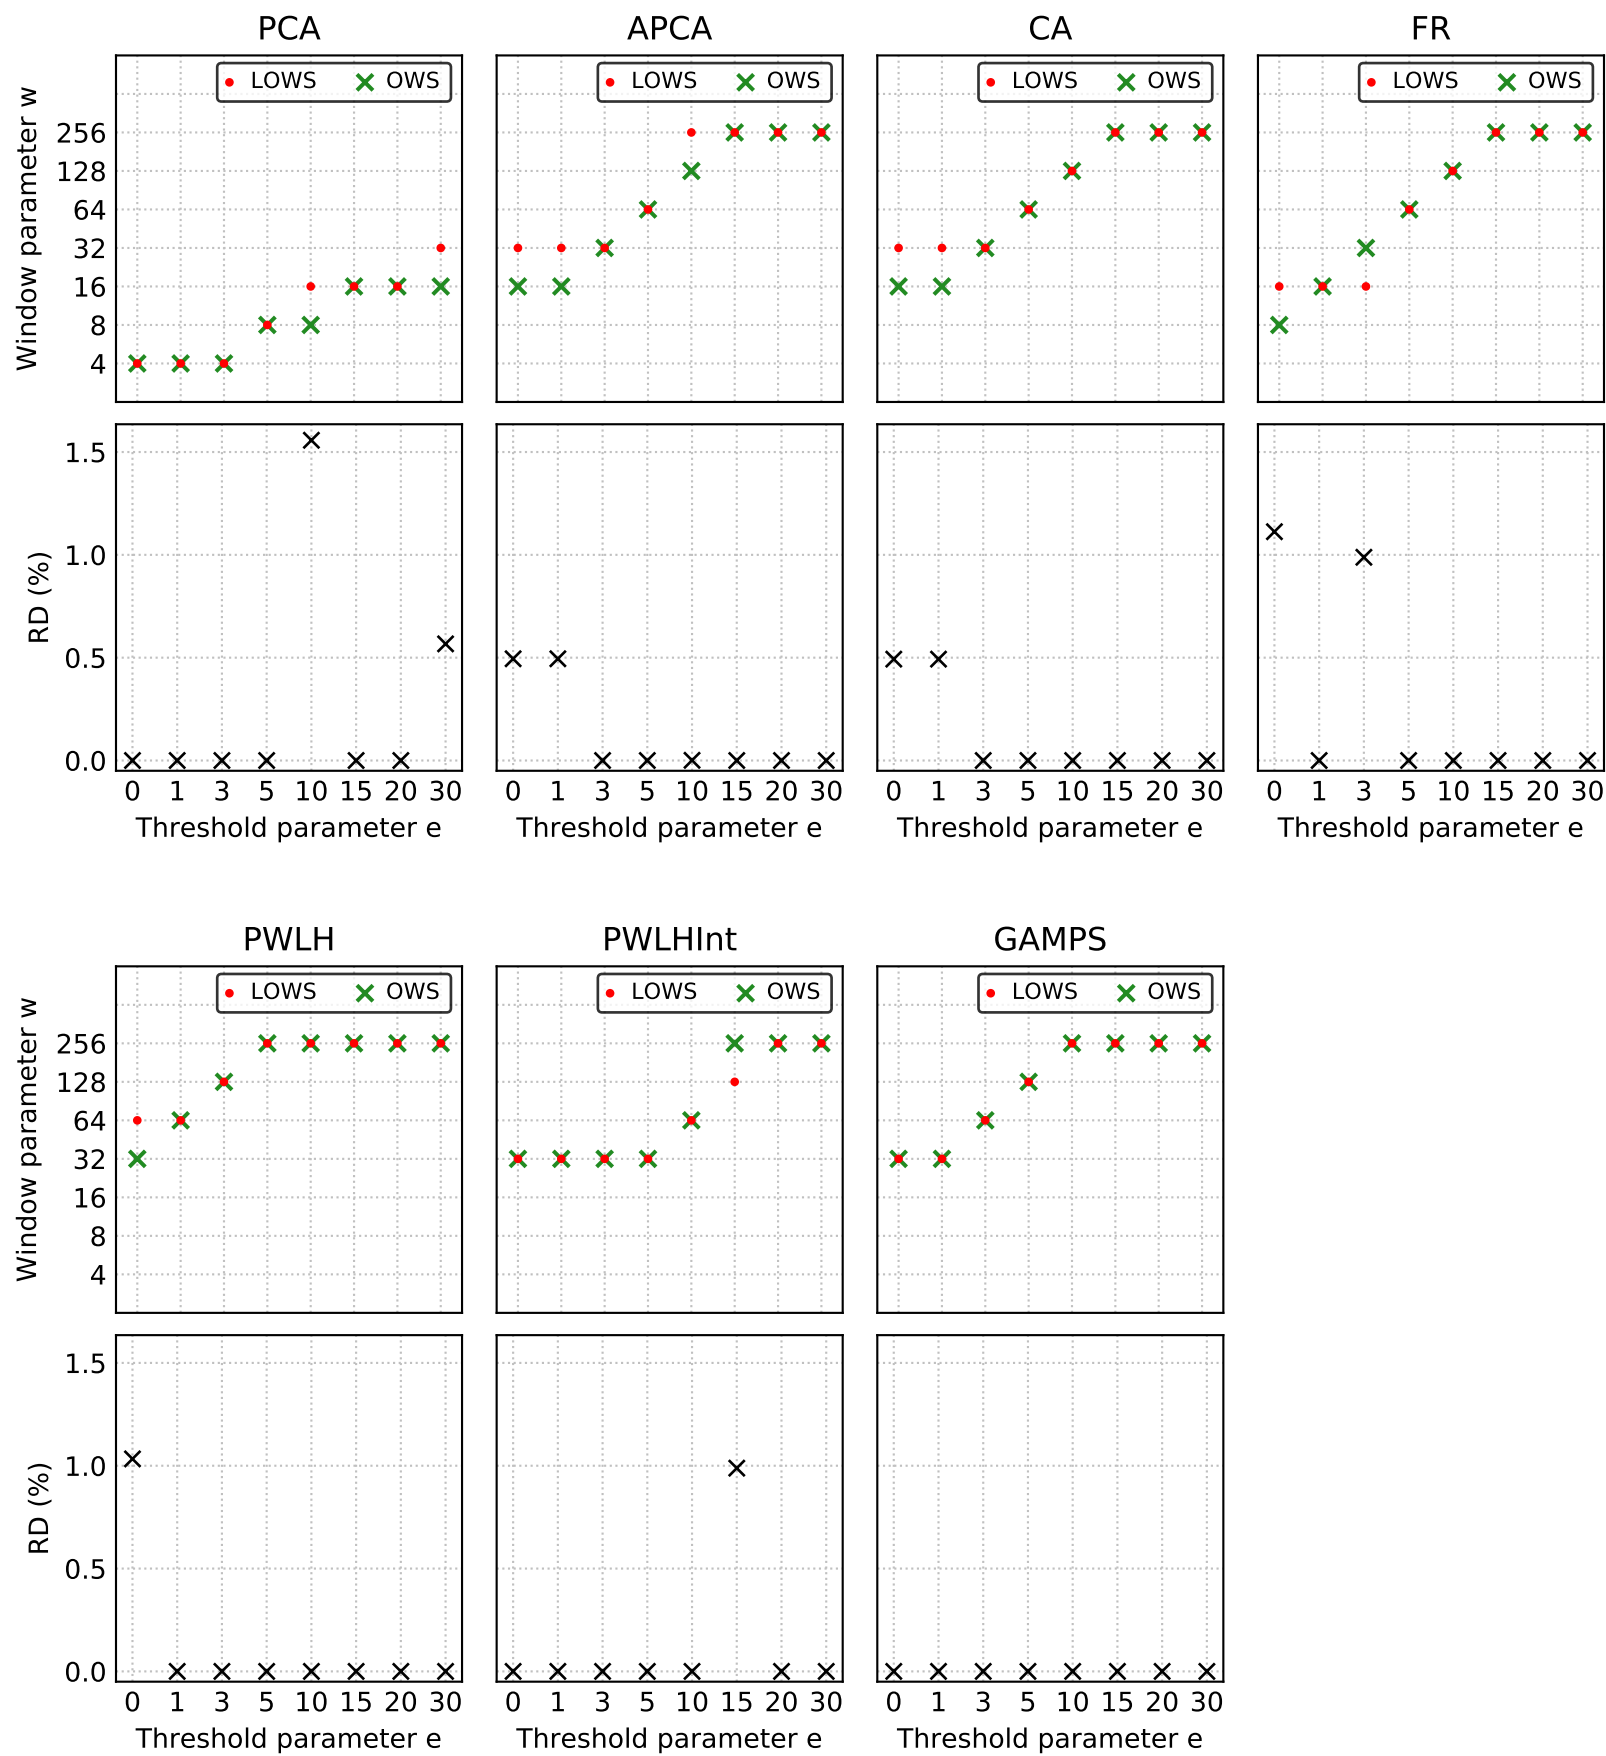 PCA APCA CA FR
LOWS OWS LOWS OWS LOWS OWS LOWS OWS
Window parameter w
256
128
64
32
16
8
4
RD (%)
1.5
1.0
0.5
0.0
0 1 3 5 10 15 20 30 0 1 3 5 10 15 20 30 0 1 3 5 10 15 20 30 0 1 3 5 10 15 20 30
Threshold parameter e Threshold parameter e Threshold parameter e Threshold parameter e
PWLH PWLHInt GAMPS
LOWS OWS LOWS OWS LOWS OWS
Window parameter w
256
128
64
32
16
8
4
RD (%)
1.5
1.0
0.5
0.0
0 1 3 5 10 15 20 30 0 1 3 5 10 15 20 30 0 1 3 5 10 15 20 30
Threshold parameter e Threshold parameter e Threshold parameter e